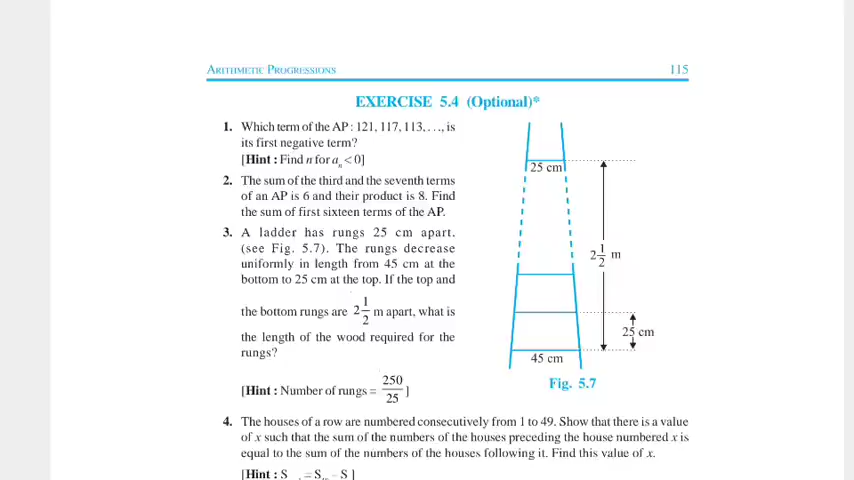 ARITHMETIC PROGRESSIONS 115
EXERCISE 5.4 (Optional)*
1. Which term of the AP : 121, 117, 113, . . ., is
its first negative term?
[Hint : Find n for aₙ < 0]
2. The sum of the third and the seventh terms
of an AP is 6 and their product is 8. Find
the sum of first sixteen terms of the AP.
3. A ladder has rungs 25 cm apart.
(see Fig. 5.7). The rungs decrease
uniformly in length from 45 cm at the
bottom to 25 cm at the top. If the top and
the bottom rungs are 2 1/2 m apart, what is
the length of the wood required for the
rungs?
[Hint : Number of rungs = 250/25 ]
25 cm
2 1/2 m
25 cm
45 cm
Fig. 5.7
4. The houses of a row are numbered consecutively from 1 to 49. Show that there is a value
of x such that the sum of the numbers of the houses preceding the house numbered x is
equal to the sum of the numbers of the houses following it. Find this value of x.
[Hint : S = S – S ]